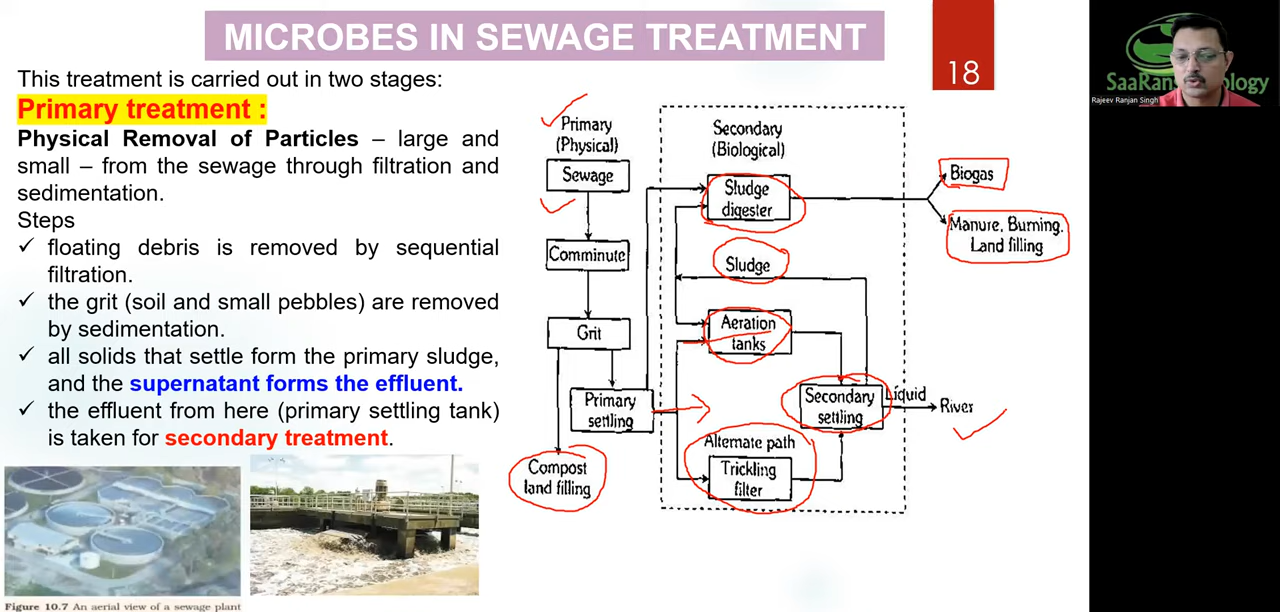 MICROBES IN SEWAGE TREATMENT
18
This treatment is carried out in two stages:
Primary treatment :
Physical Removal of Particles – large and
small – from the sewage through filtration and
sedimentation.
Steps
✓ floating debris is removed by sequential
filtration.
✓ the grit (soil and small pebbles) are removed
by sedimentation.
✓ all solids that settle form the primary sludge,
and the supernatant forms the effluent.
✓ the effluent from here (primary settling tank)
is taken for secondary treatment.
Figure 10.7 An aerial view of a sewage plant
Primary
(Physical)
Sewage
Comminute
Grit
Primary
settling
Compost
land filling
Secondary
(Biological)
Sludge
digester
Sludge
Aeration
tanks
Secondary
settling
Alternate path
Trickling
filter
Biogas
Manure, Burning,
Land filling
Liquid
River
Rajeev Ranjan Singh